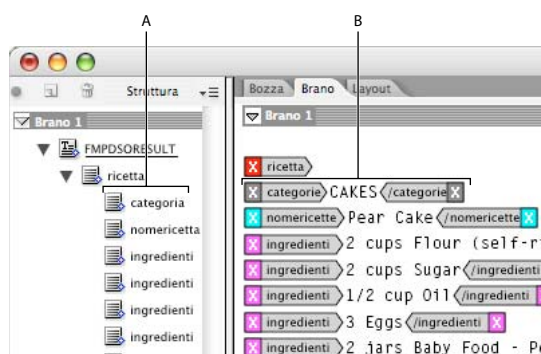 A
B
Struttura
Bozza Brano Layout
Brano 1
FMPDSORESULT
ricetta
categoria
nomericetta
ingredienti
ingredienti
ingredienti
ingredienti
Brano 1
X ricetta
X categorie CAKES /categorie X
X nomericette Pear Cake /nomericette X
X ingredienti 2 cups Flour (self-r
X ingredienti 2 cups Sugar /ingredienti
X ingredienti 1/2 cup Oil /ingredienti X
X ingredienti 3 Eggs /ingredienti X
X ingredienti 2 jars Baby Food - P